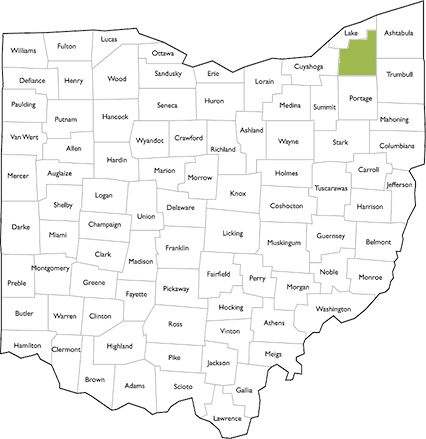 Lake
Ashtabula
Lucas
Fulton
Williams
Ottawa
Cuyahoga
Trumbull
Wood
Sandusky
Erie
Lorain
Defiance
Henry
Portage
Paulding
Seneca
Huron
Medina
Summit
Putnam
Hancock
Mahoning
Van Wert
Wyandot
Crawford
Ashland
Wayne
Stark
Columbiana
Allen
Richland
Hardin
Mercer
Auglaize
Marion
Morrow
Holmes
Carroll
Jefferson
Tuscarawas
Logan
Knox
Shelby
Delaware
Coshocton
Harrison
Union
Darke
Miami
Champaign
Licking
Guernsey
Belmont
Franklin
Muskingum
Clark
Madison
Montgomery
Fairfield
Noble
Monroe
Preble
Greene
Perry
Fayette
Pickaway
Morgan
Butler
Warren
Clinton
Hocking
Washington
Ross
Athens
Vinton
Hamilton
Clermont
Highland
Pike
Jackson
Meigs
Brown
Adams
Scioto
Gallia
Lawrence